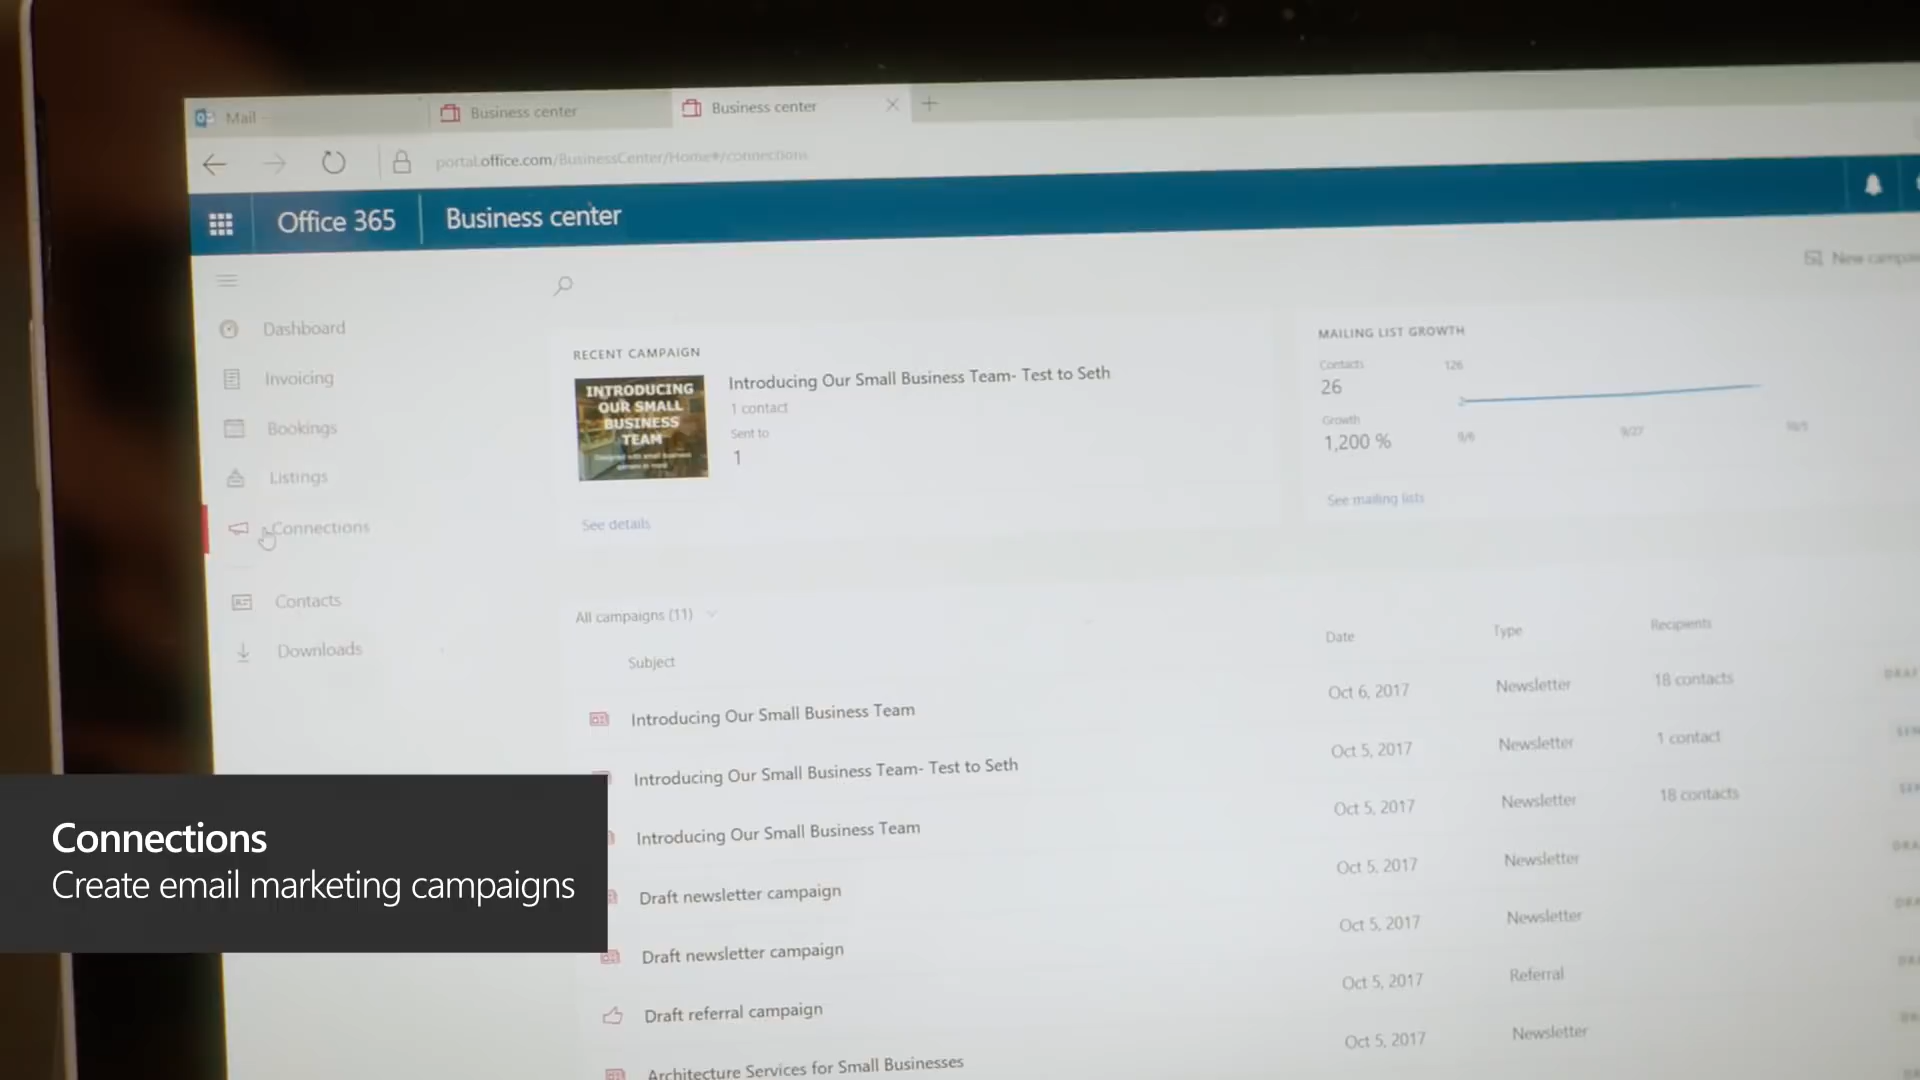 Mail
Business center
Business center
portal.office.com/BusinessCenter/Home#/connections
Office 365
Business center
Dashboard
Invoicing
Bookings
Listings
Connections
Contacts
Downloads
RECENT CAMPAIGN
INTRODUCING
OUR SMALL
BUSINESS
TEAM
Introducing Our Small Business Team- Test to Seth
1 contact
Sent to
1
See details
New
MAILING LIST GROWTH
Contacts
26
Growth
1,200 %
126
2
9/6
9/27
See mailing lists
All campaigns (11)
Subject
Date
Type
Recipients
Introducing Our Small Business Team
Oct 6, 2017
Newsletter
18 contacts
Introducing Our Small Business Team- Test to Seth
Oct 5, 2017
Newsletter
1 contact
Introducing Our Small Business Team
Oct 5, 2017
Newsletter
18 contacts
Draft newsletter campaign
Oct 5, 2017
Newsletter
Draft newsletter campaign
Oct 5, 2017
Newsletter
Draft referral campaign
Oct 5, 2017
Referral
Architecture Services for Small Businesses
Oct 5, 2017
Newsletter
Connections
Create email marketing campaigns